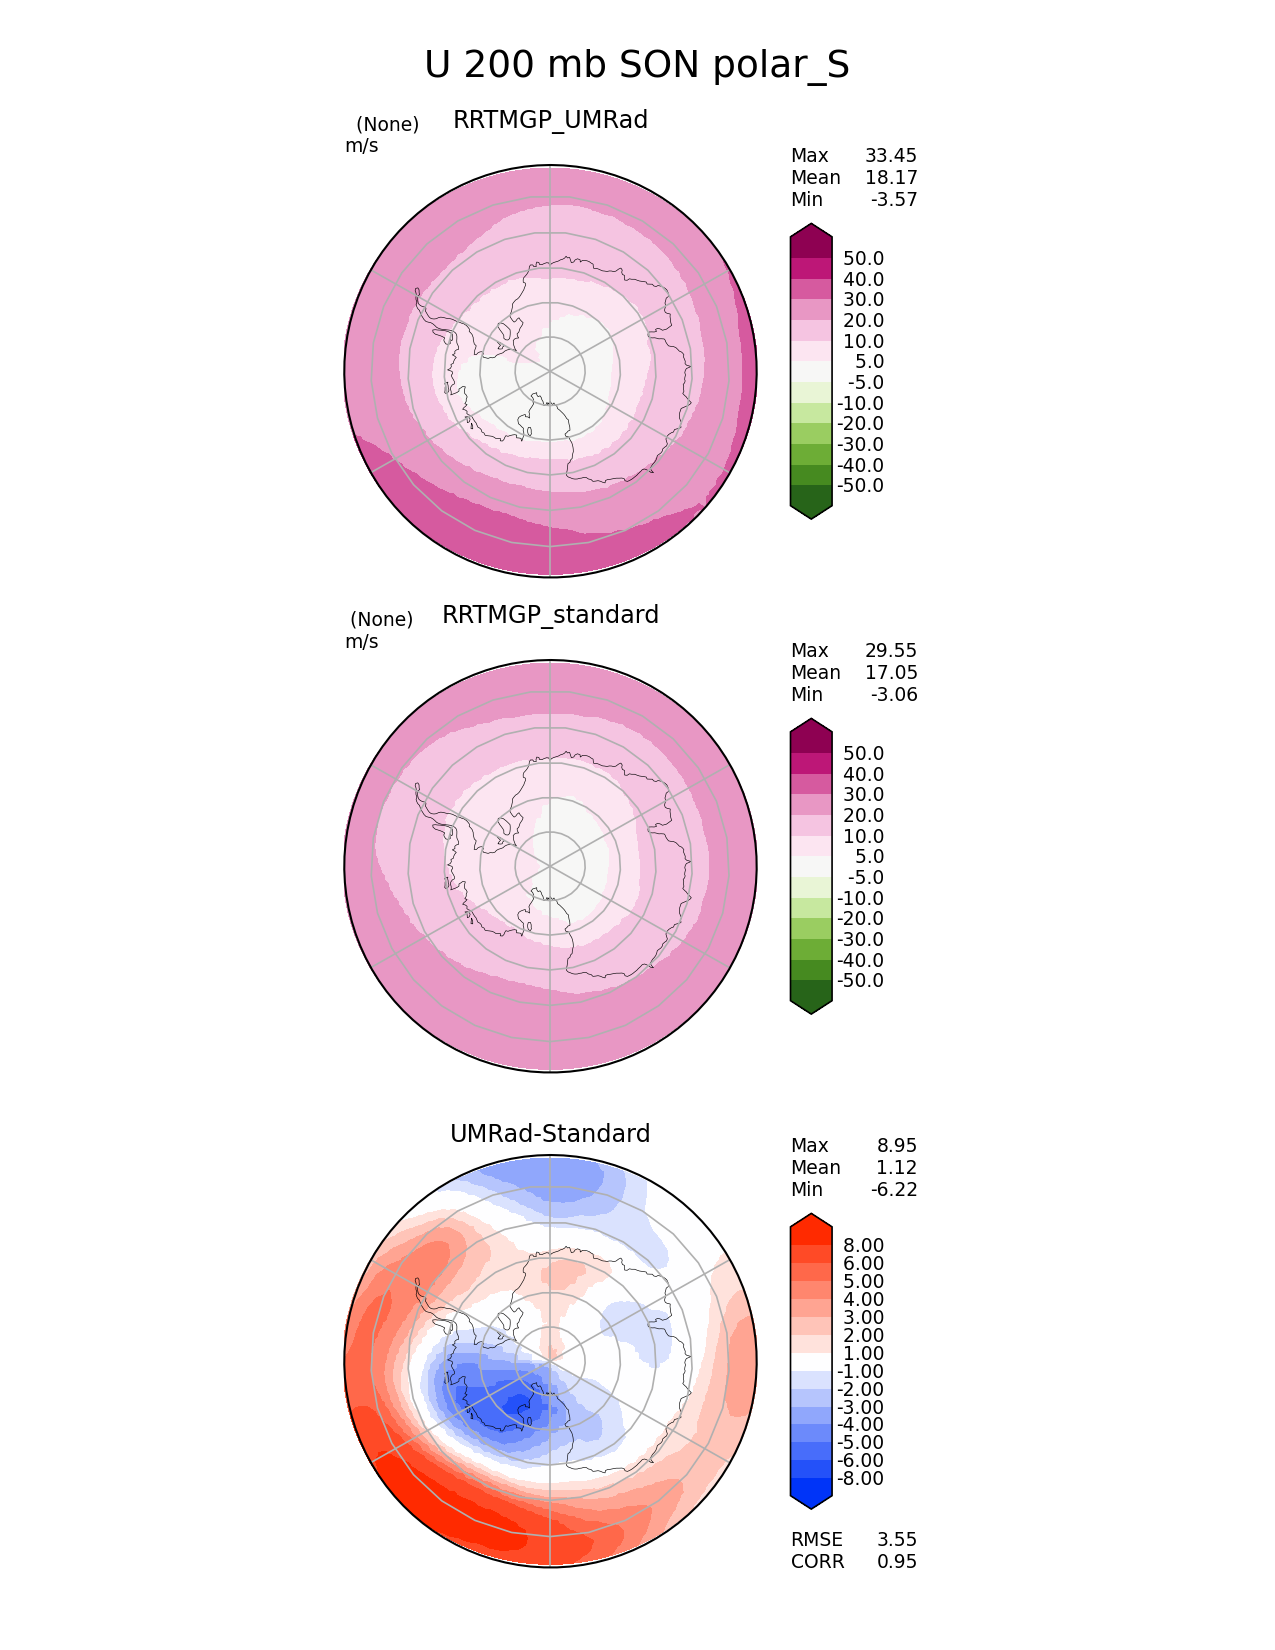 U 200 mb SON polar_S
(None) RRTMGP_UMRad
m/s
Max 33.45
Mean 18.17
Min -3.57
50.0
40.0
30.0
20.0
10.0
5.0
-5.0
-10.0
-20.0
-30.0
-40.0
-50.0
(None) RRTMGP_standard
m/s
Max 29.55
Mean 17.05
Min -3.06
50.0
40.0
30.0
20.0
10.0
5.0
-5.0
-10.0
-20.0
-30.0
-40.0
-50.0
UMRad-Standard
Max 8.95
Mean 1.12
Min -6.22
8.00
6.00
5.00
4.00
3.00
2.00
1.00
-1.00
-2.00
-3.00
-4.00
-5.00
-6.00
-8.00
RMSE 3.55
CORR 0.95